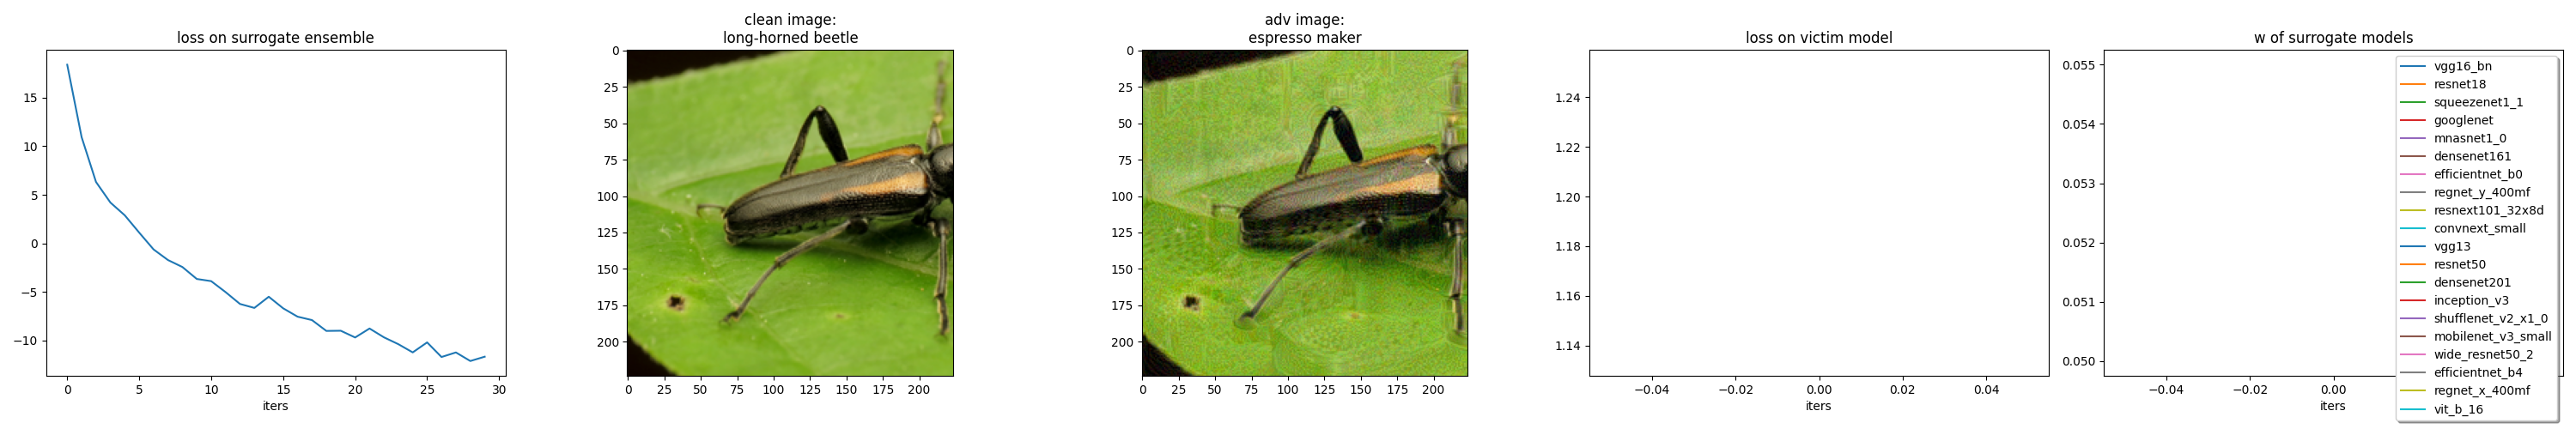 loss on surrogate ensemble
15
10
5
0
−5
−10
0 5 10 15 20 25 30
iters
clean image:
long-horned beetle
0
25
50
75
100
125
150
175
200
0 25 50 75 100 125 150 175 200
adv image:
espresso maker
0
25
50
75
100
125
150
175
200
0 25 50 75 100 125 150 175 200
loss on victim model
1.24
1.22
1.20
1.18
1.16
1.14
−0.04 −0.02 0.00 0.02 0.04
iters
w of surrogate models
0.055
0.054
0.053
0.052
0.051
0.050
−0.04 −0.02 0.00
iters
vgg16_bn
resnet18
squeezenet1_1
googlenet
mnasnet1_0
densenet161
efficientnet_b0
regnet_y_400mf
resnext101_32x8d
convnext_small
vgg13
resnet50
densenet201
inception_v3
shufflenet_v2_x1_0
mobilenet_v3_small
wide_resnet50_2
efficientnet_b4
regnet_x_400mf
vit_b_16